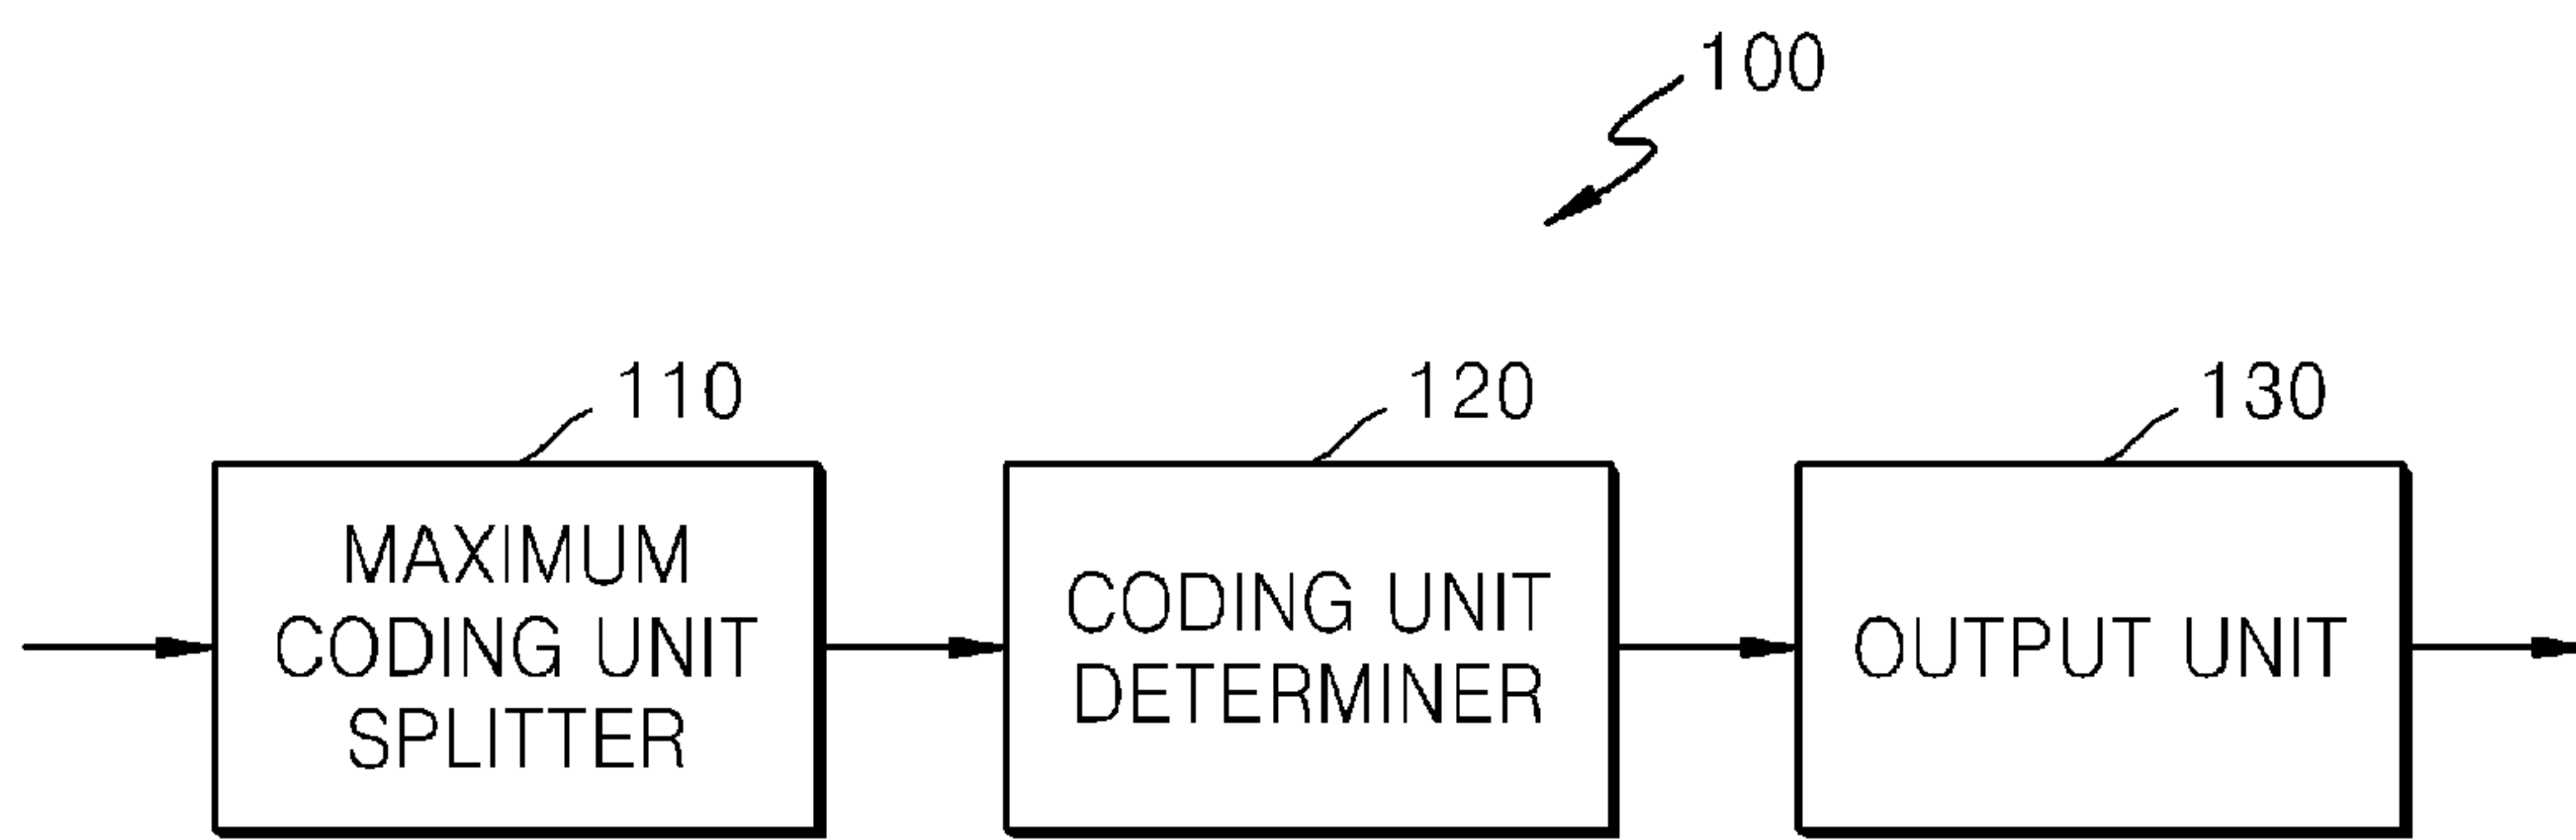 100
110
120
130
MAXIMUM
CODING UNIT
SPLITTER
CODING UNIT
DETERMINER
OUTPUT UNIT